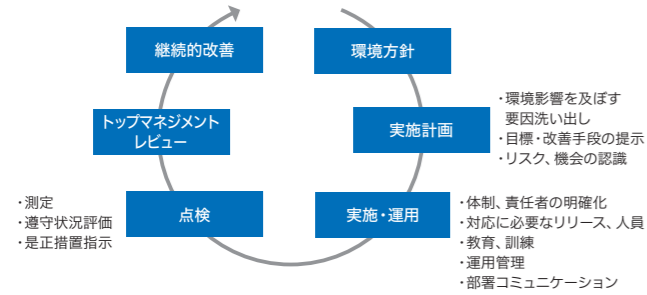 環境方針
実施計画
・環境影響を及ぼす
要因洗い出し
・目標・改善手段の提示
・リスク、機会の認識
実施・運用
・体制、責任者の明確化
・対応に必要なリリース、人員
・教育、訓練
・運用管理
・部署コミュニケーション
点検
・測定
・遵守状況評価
・是正措置指示
トップマネジメント
レビュー
継続的改善